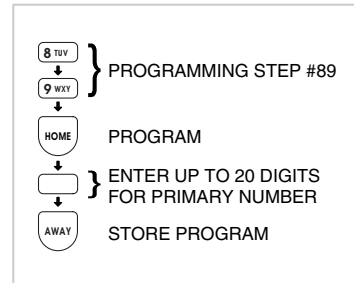 8 TUV
9 WXY
PROGRAMMING STEP #89
HOME
PROGRAM
ENTER UP TO 20 DIGITS
FOR PRIMARY NUMBER
AWAY
STORE PROGRAM